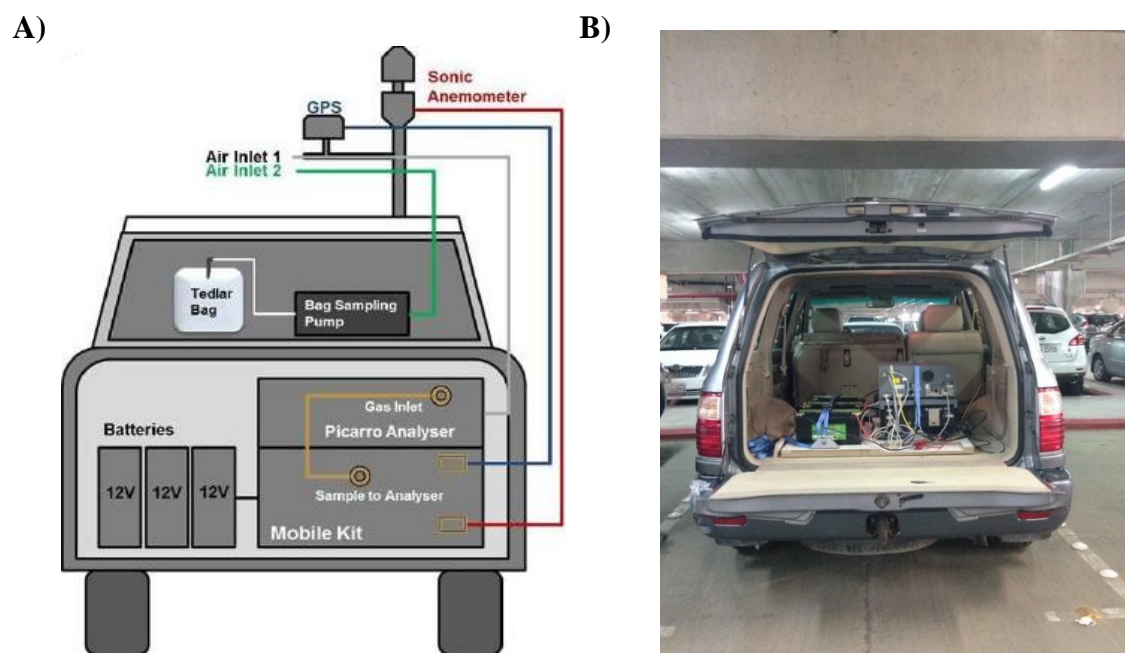 A)
B)
Sonic
Anemometer
GPS
Air Inlet 1
Air Inlet 2
Tedlar
Bag
Bag Sampling
Pump
Gas Inlet
Picarro Analyser
Batteries
12V 12V 12V
Sample to Analyser
Mobile Kit